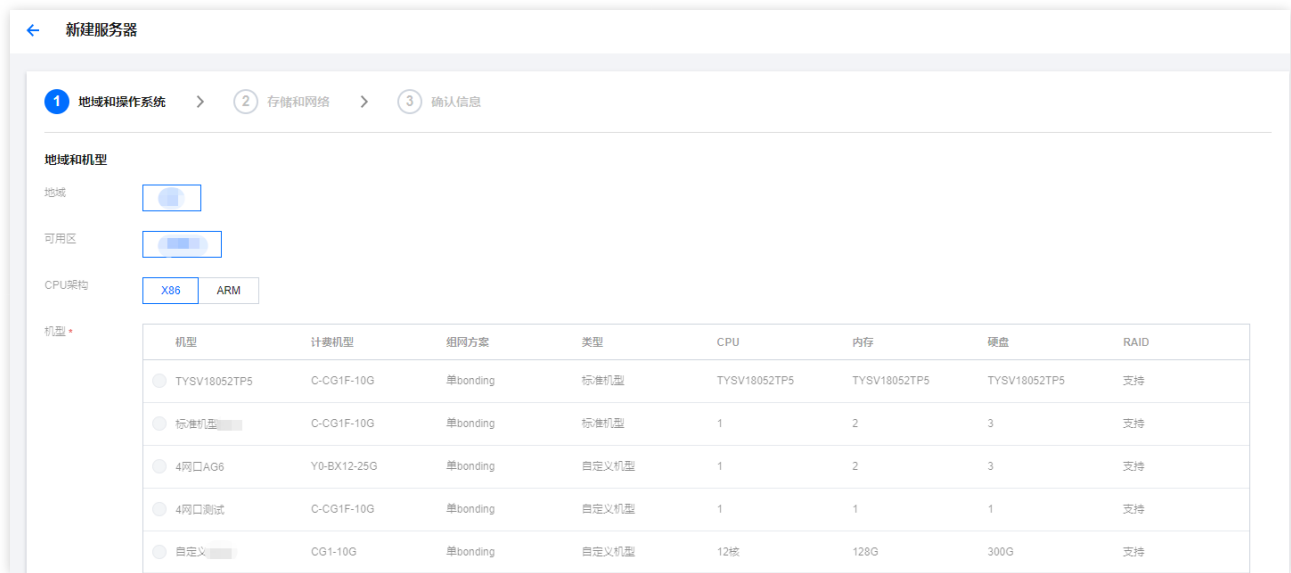 新建服务器
1 地域和操作系统 2 存储和网络 3 确认信息
地域和机型
地域
可用区
CPU架构 X86 ARM
机型 *
机型 计费机型 组网方案 类型 CPU 内存 硬盘 RAID
TYSV18052TP5 C-CG1F-10G 单bonding 标准机型 TYSV18052TP5 TYSV18052TP5 TYSV18052TP5 支持
标准机型 C-CG1F-10G 单bonding 标准机型 1 2 3 支持
4网口AG6 Y0-BX12-25G 单bonding 自定义机型 1 2 3 支持
4网口测试 C-CG1F-10G 单bonding 自定义机型 1 1 1 支持
自定义 CG1-10G 单bonding 自定义机型 12核 128G 300G 支持